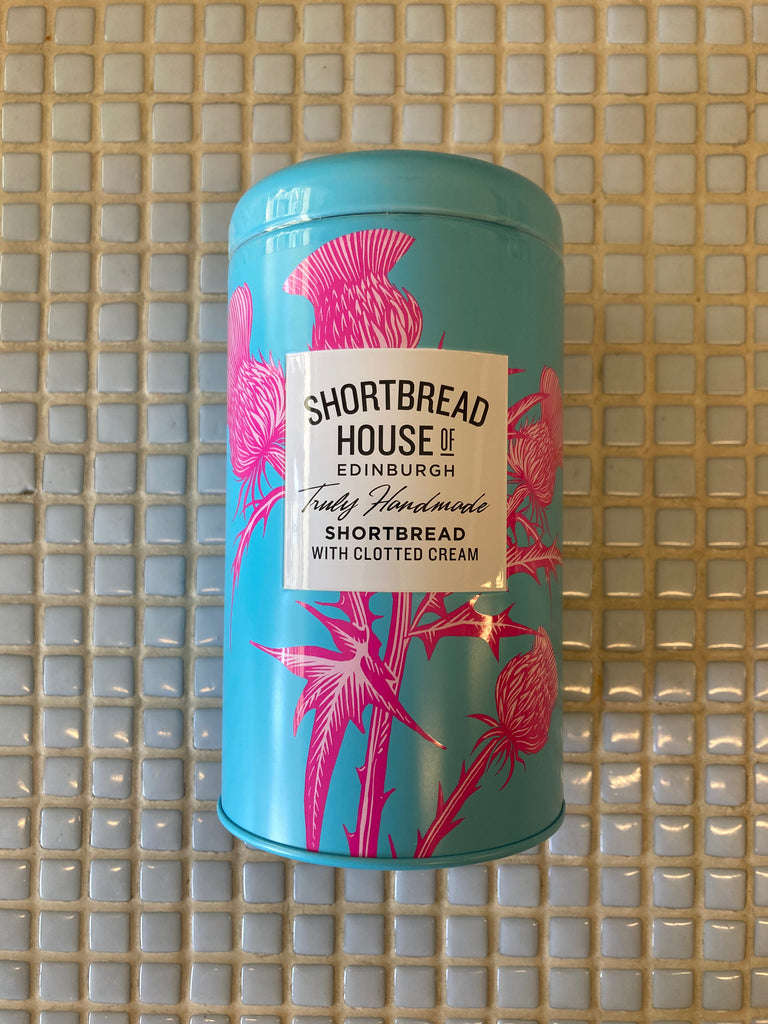 SHORTBREAD
HOUSE OF
EDINBURGH
Truly Handmade
SHORTBREAD
WITH CLOTTED CREAM